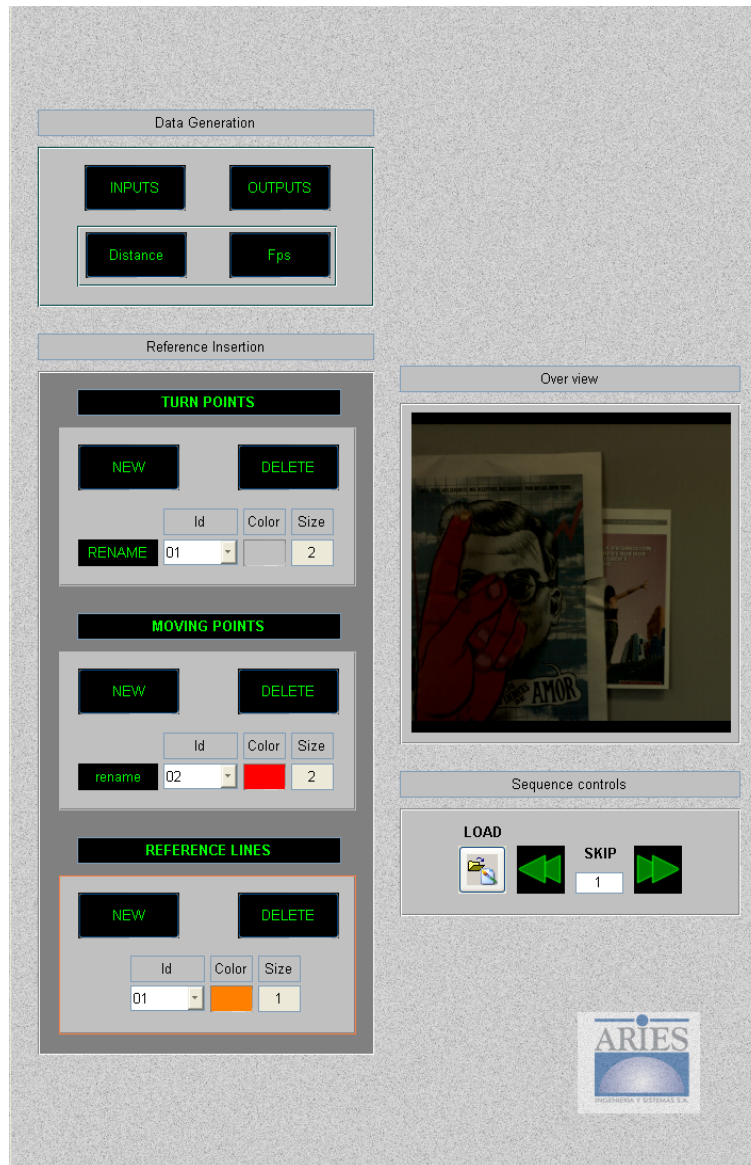 Data Generation
INPUTS OUTPUTS
Distance Fps
Reference Insertion
TURN POINTS
NEW DELETE
Id Color Size
RENAME 01 2
MOVING POINTS
NEW DELETE
Id Color Size
rename 02 2
REFERENCE LINES
NEW DELETE
Id Color Size
01 1
Over view
AMOR
Sequence controls
LOAD
SKIP
1
ARIES
INGENIERIA Y SISTEMAS S.A.